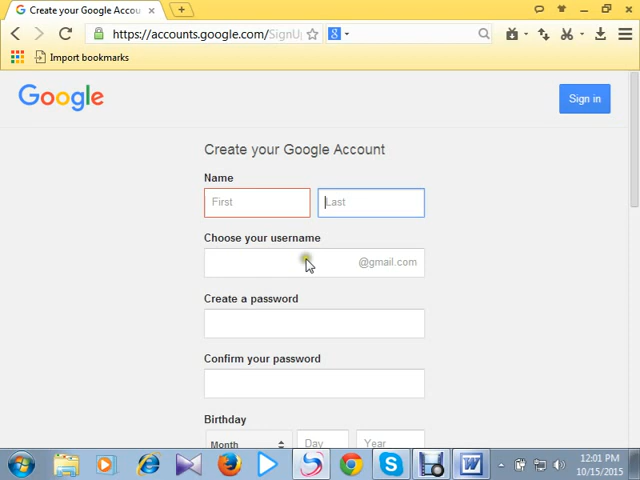 Create your Google Accou
https://accounts.google.com/SignU
Import bookmarks
Google
Sign in
Create your Google Account
Name
First
Last
Choose your username
@gmail.com
Create a password
Confirm your password
Birthday
Month
Day
Year
12:01 PM
10/15/2015